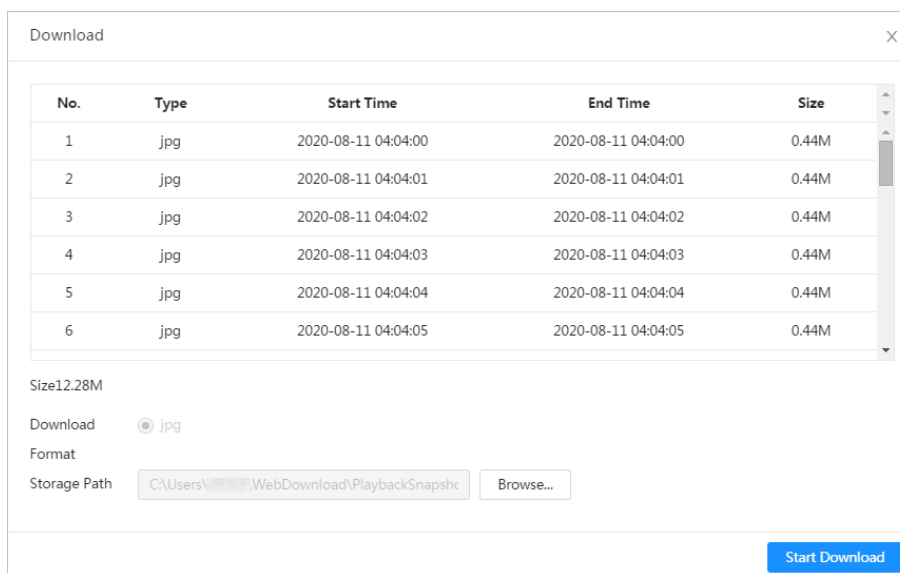 Download
No. Type Start Time End Time Size
1 jpg 2020-08-11 04:04:00 2020-08-11 04:04:00 0.44M
2 jpg 2020-08-11 04:04:01 2020-08-11 04:04:01 0.44M
3 jpg 2020-08-11 04:04:02 2020-08-11 04:04:02 0.44M
4 jpg 2020-08-11 04:04:03 2020-08-11 04:04:03 0.44M
5 jpg 2020-08-11 04:04:04 2020-08-11 04:04:04 0.44M
6 jpg 2020-08-11 04:04:05 2020-08-11 04:04:05 0.44M
Size12.28M
Download jpg
Format
Storage Path C:\Users\ WebDownload\PlaybackSnapsho Browse...
Start Download